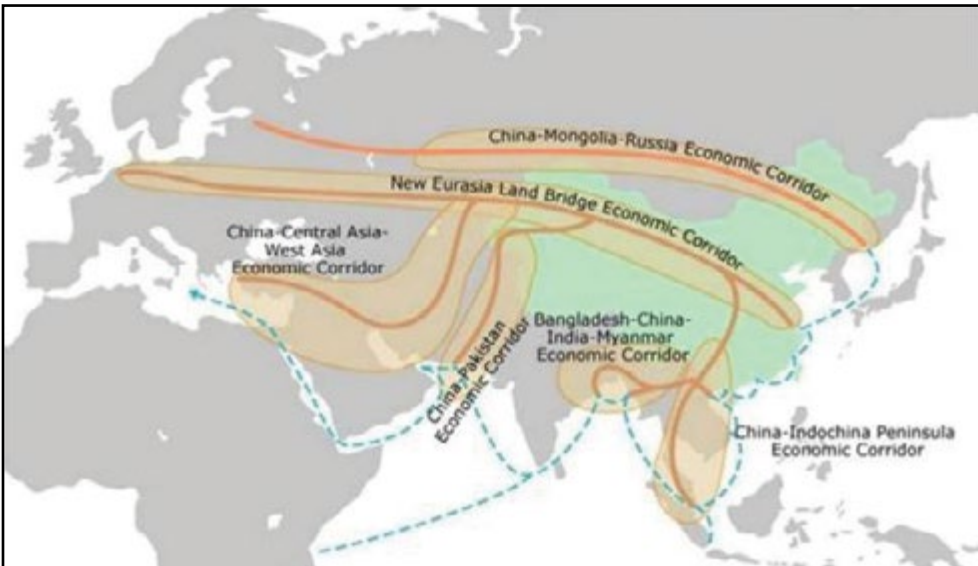 China-Mongolia-Russia Economic Corridor
New Eurasia Land Bridge Economic Corridor
China-Central Asia-
West Asia
Economic Corridor
Bangladesh-China-
India-Myanmar
Economic Corridor
China-Pakistan
Economic Corridor
China-Indochina Peninsula
Economic Corridor